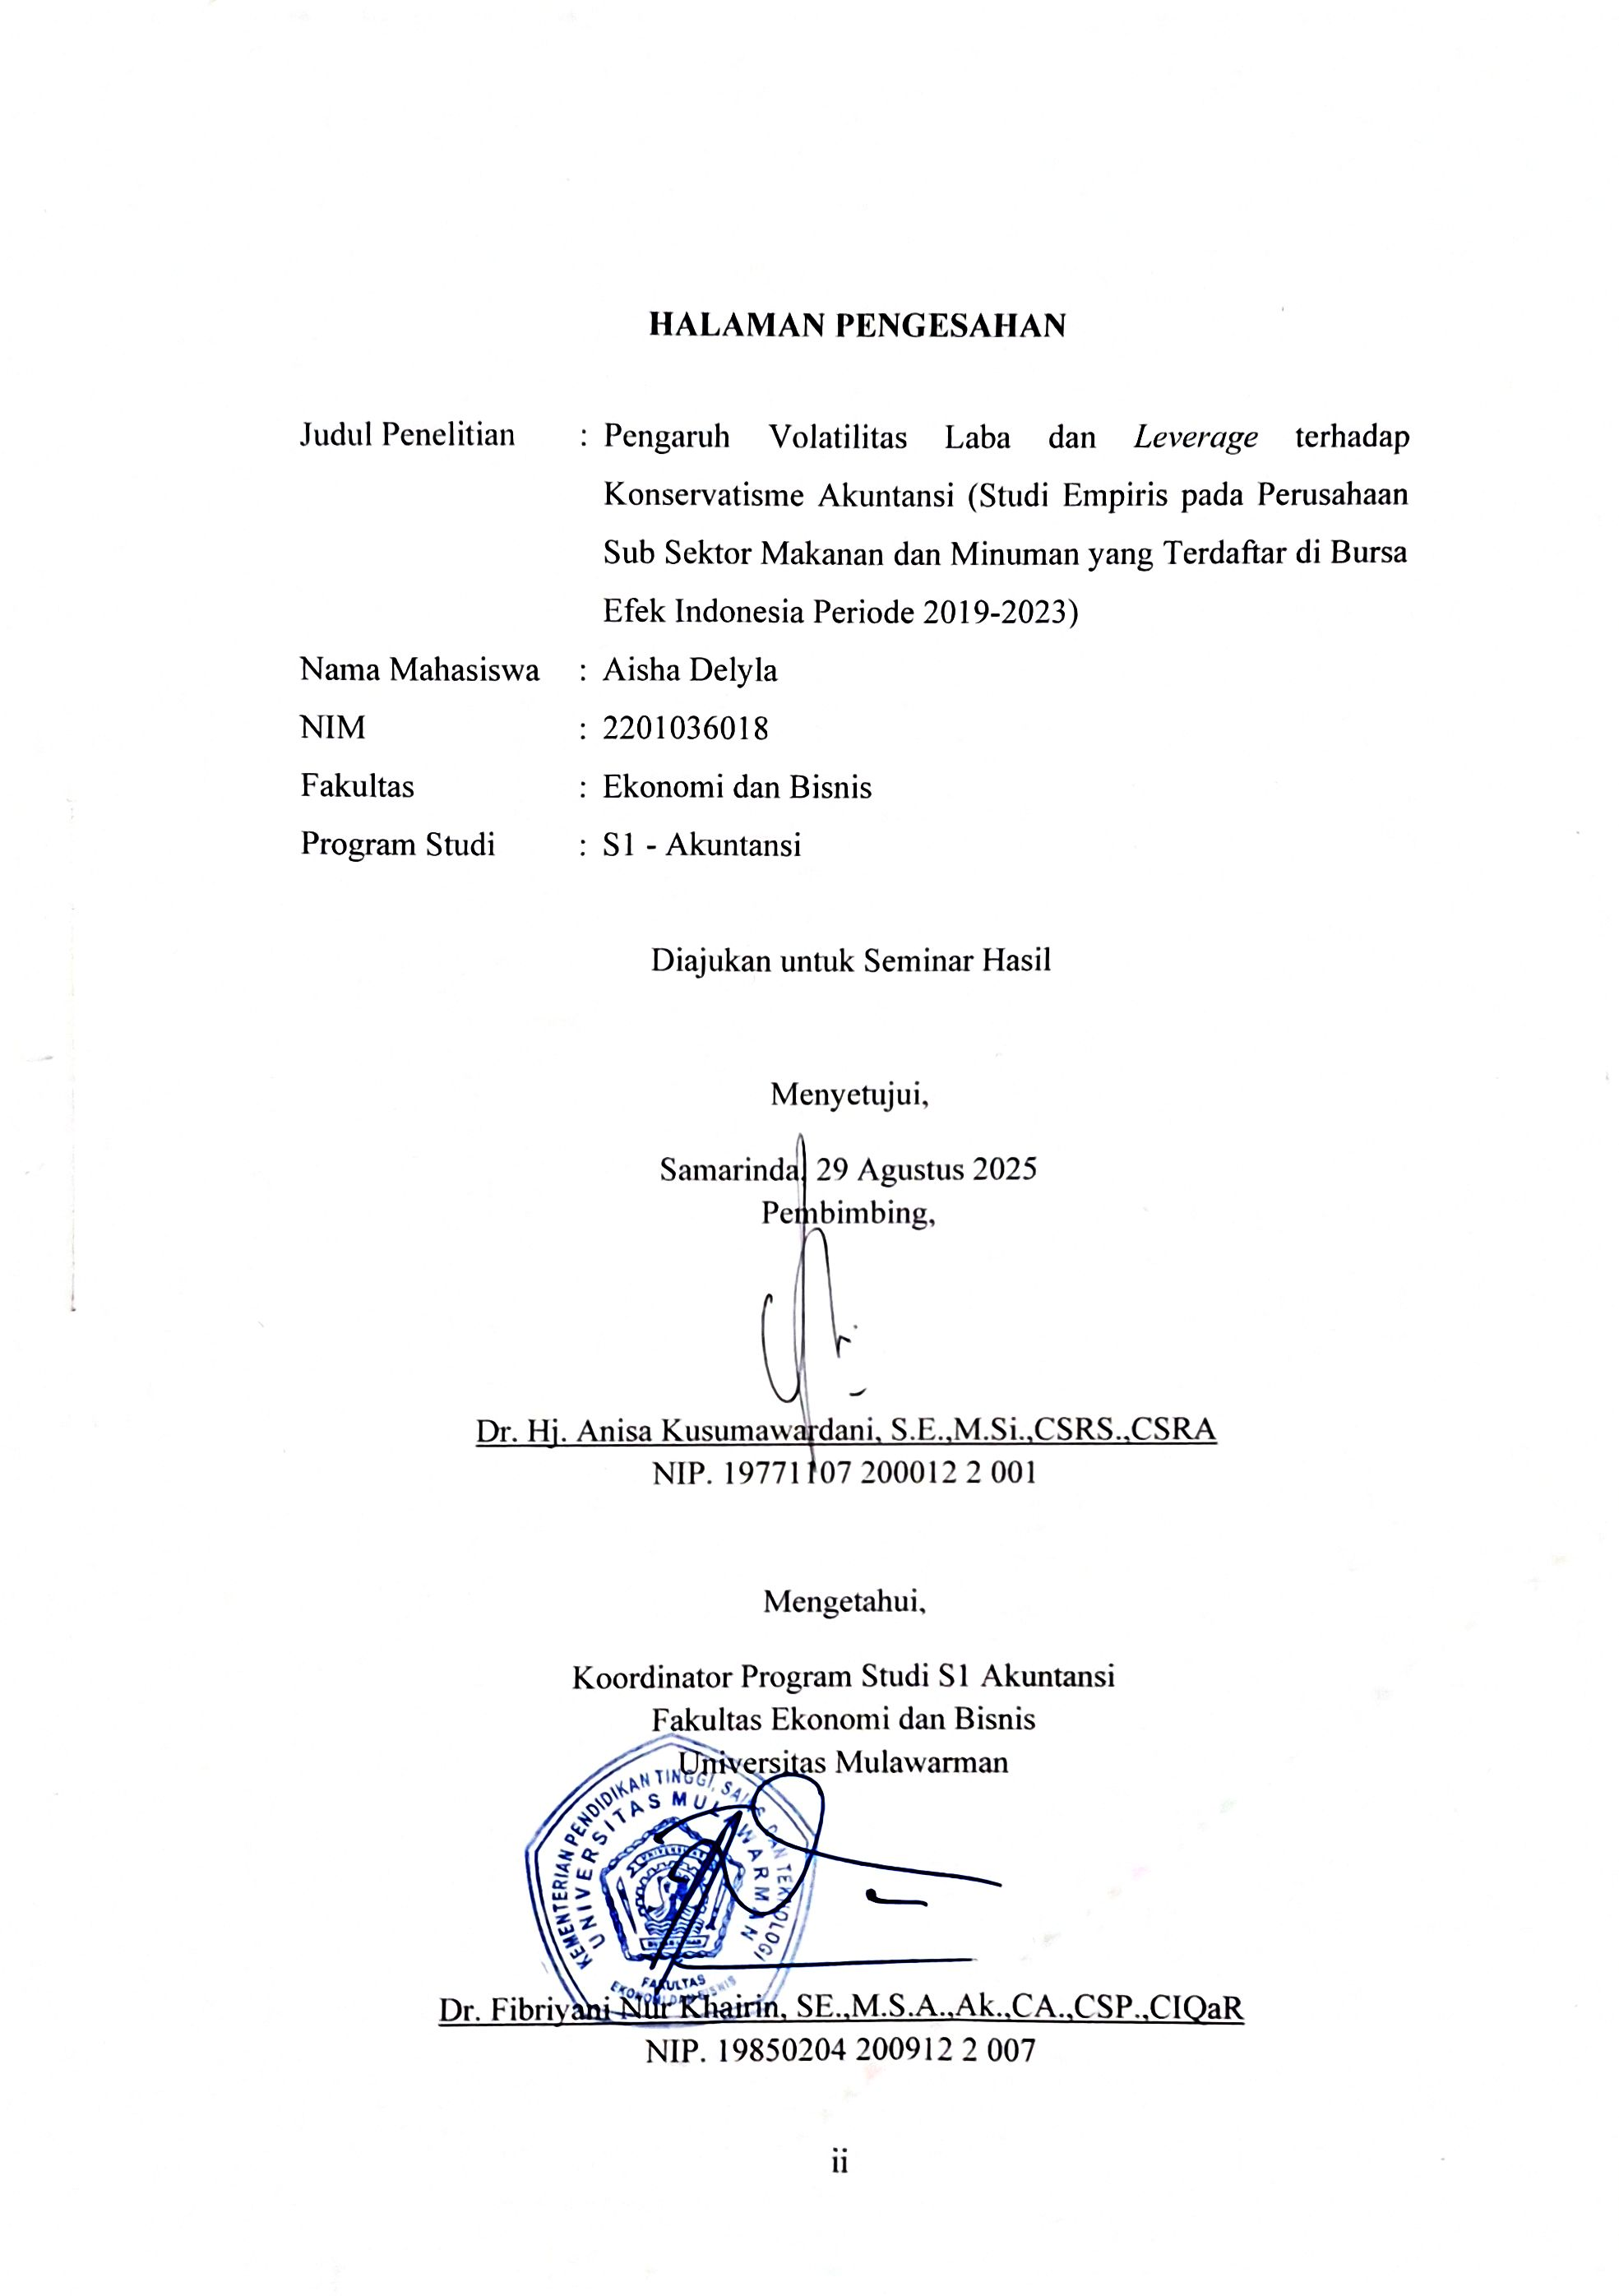 HALAMAN PENGESAHAN
Judul Penelitian : Pengaruh Volatilitas Laba dan Leverage terhadap
Konservatisme Akuntansi (Studi Empiris pada Perusahaan
Sub Sektor Makanan dan Minuman yang Terdaftar di Bursa
Efek Indonesia Periode 2019-2023)
Nama Mahasiswa : Aisha Delyla
NIM : 2201036018
Fakultas : Ekonomi dan Bisnis
Program Studi : S1 - Akuntansi
Diajukan untuk Seminar Hasil
Menyetujui,
Samarinda, 29 Agustus 2025
Pembimbing,
Dr. Hj. Anisa Kusumawardani, S.E.,M.Si.,CSRS.,CSRA
NIP. 19771107 200012 2 001
Mengetahui,
Koordinator Program Studi S1 Akuntansi
Fakultas Ekonomi dan Bisnis
Universitas Mulawarman
KEMENTERIAN PENDIDIKAN TINGGI, SAINS DAN TEKNOLOGI
UNIVERSITAS MULAWARMAN
FAKULTAS
EKONOMI DAN BISNIS
Dr. Fibriyani Nur Khairin, SE.,M.S.A.,Ak.,CA.,CSP.,CIQaR
NIP. 19850204 200912 2 007
ii